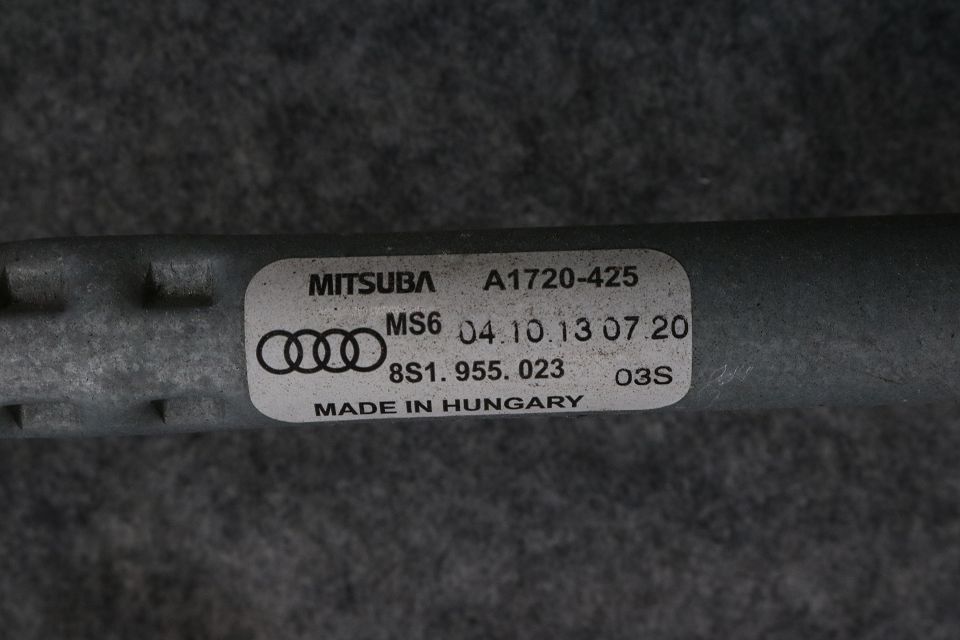 MITSUBA A1720-425
MS6 04.10.13 07.20
8S1. 955. 023 03S
MADE IN HUNGARY